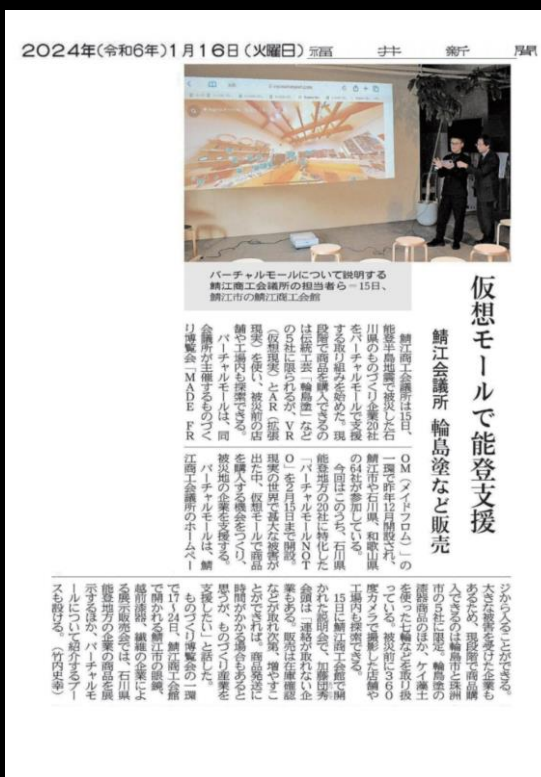 2024年(令和6年)1月16日(火曜日) 福井新聞
バーチャルモールについて説明する
鯖江商工会議所の担当者ら=15日、
鯖江市の鯖江商工会館
仮想モールで能登支援
鯖江会議所 輪島塗など販売
鯖江商工会議所は15日、
能登半島地震で被災した石
川県のものづくり企業20社
をバーチャルモールで支援
する取り組みを始めた。現
段階で商品を購入できるの
は伝統工芸「輪島塗」など
の5社に限られるが、VR
(仮想現実)とAR(拡張
現実)を使い、被災前の店
舗や工場内も探索できる。
バーチャルモールは、同
会議所が主催するものづく
り博覧会「MADE FR
OM(メイドフロム)」の
一環で昨年12月開設され、
鯖江市や石川県、和歌山県
の64社が参加している。
今回はこのうち、石川県
能登地方の20社に特化した
「バーチャルモールNOT
O」を2月15日まで開設。
現実の世界で甚大な被害が
出た中、仮想モールで商品
を購入する機会をつくり、
被災地の企業を支援する。
バーチャルモールは、鯖
江商工会議所のホームペー
ジから入ることができる。
大きな被害を受けた企業も
あるため、現段階で商品購
入できるのは輪島市と珠洲
市の5社に限定。輪島塗の
漆器商品のほか、ケイ藻土
を使った七輪などを取り扱
っている。被災前に360
度カメラで撮影した店舗や
工場内も探索できる。
15日に鯖江商工会館で開
かれた説明会で、加藤団秀
会頭は「連絡が取れない企
業もある。販売は在庫確認
などが取れ次第、増やすこ
とができれば。商品発送に
時間がかかる場合もあると
思うが、ものづくり産業を
支援したい」と話した。
ものづくり博覧会の一環
で17~24日、鯖江商工会館
で開かれる鯖江市の眼鏡、
越前漆器、繊維の企業によ
る展示販売会では、石川県
能登地方の企業の商品を展
示するほか、バーチャルモ
ールについて紹介するブー
スも設ける。(竹内史幸)